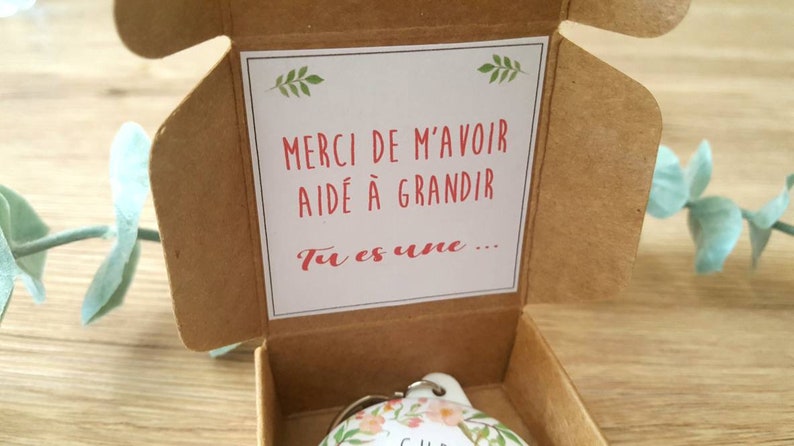 MERCI DE M'AVOIR
AIDÉ À GRANDIR
Tu es une ...